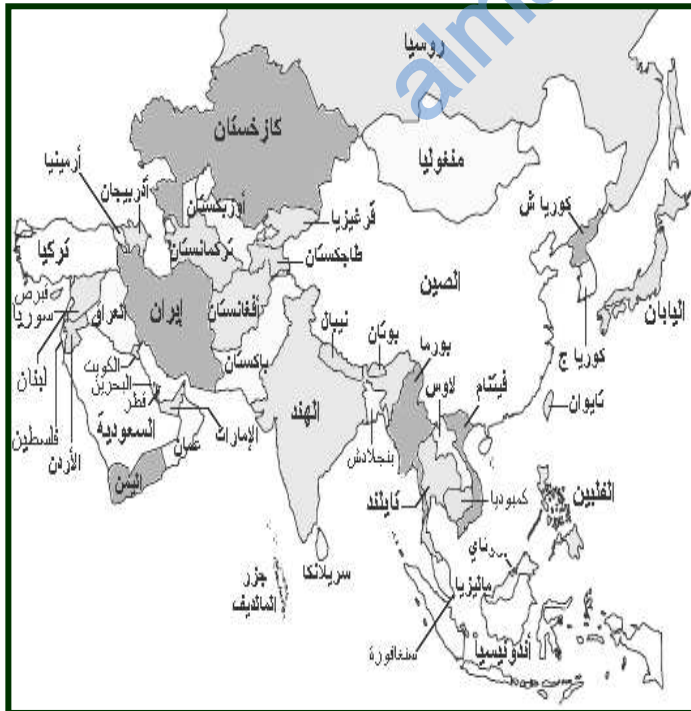 روسيا
alma
كازخستان
منغوليا
أرمينيا
أذربيجان
أوزبكستان
قرغيزيا
كوريا ش
تركيا
تركمانستان
طاجكستان
الصين
اليابان
قبرص
سوريا
العراق
إيران
أفغانستان
نيبال
بوتان
بورما
كوريا ج
لبنان
الكويت
باكستان
لاوس
فيتنام
تايوان
البحرين
قطر
الهند
فلسطين
الأردن
السعودية
عمان
الإمارات
بنجلادش
اليمن
تايلند
كمبوديا
الفلبين
جزر
المالديف
سريلانكا
ماليزيا
سنغافورة
أندونيسيا